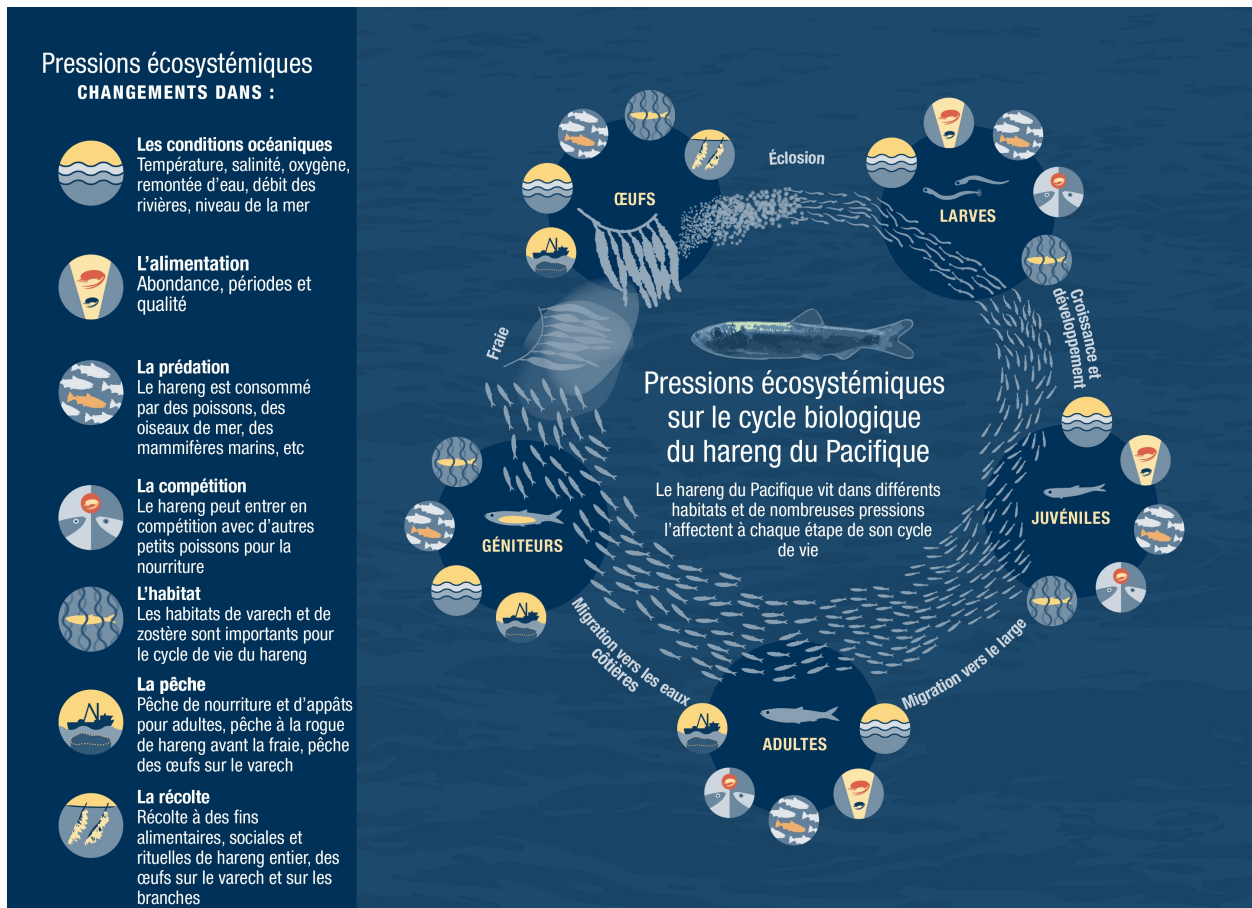 Pressions écosystémiques
CHANGEMENTS DANS :
Les conditions océaniques
Température, salinité, oxygène,
remontée d'eau, débit des
rivières, niveau de la mer
L'alimentation
Abondance, périodes et
qualité
La prédation
Le hareng est consommé
par des poissons, des
oiseaux de mer, des
mammifères marins, etc
La compétition
Le hareng peut entrer en
compétition avec d'autres
petits poissons pour la
nourriture
L'habitat
Les habitats de varech et de
zostère sont importants pour
le cycle de vie du hareng
La pêche
Pêche de nourriture et d'appâts
pour adultes, pêche à la rogue
de hareng avant la fraie, pêche
des œufs sur le varech
La récolte
Récolte à des fins
alimentaires, sociales et
rituelles de hareng entier, des
œufs sur le varech et sur les
branches
ŒUFS
Éclosion
LARVES
Croissance et
développement
JUVÉNILES
Migration vers le large
ADULTES
Migration vers les eaux
côtières
GÉNITEURS
Fraie
Pressions écosystémiques
sur le cycle biologique
du hareng du Pacifique
Le hareng du Pacifique vit dans différents
habitats et de nombreuses pressions
l'affectent à chaque étape de son cycle
de vie